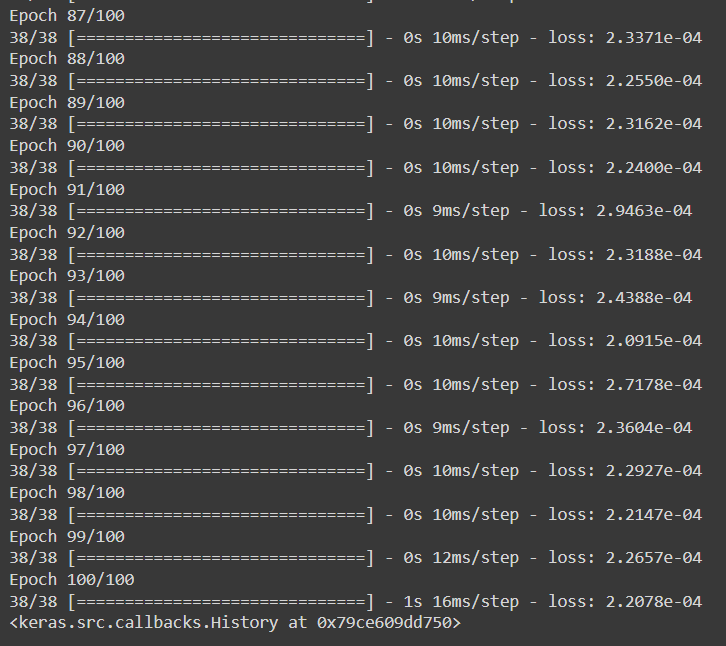 Epoch 87/100
38/38 [==============================] - 0s 10ms/step - loss: 2.3371e-04
Epoch 88/100
38/38 [==============================] - 0s 10ms/step - loss: 2.2550e-04
Epoch 89/100
38/38 [==============================] - 0s 10ms/step - loss: 2.3162e-04
Epoch 90/100
38/38 [==============================] - 0s 10ms/step - loss: 2.2400e-04
Epoch 91/100
38/38 [==============================] - 0s 9ms/step - loss: 2.9463e-04
Epoch 92/100
38/38 [==============================] - 0s 10ms/step - loss: 2.3188e-04
Epoch 93/100
38/38 [==============================] - 0s 9ms/step - loss: 2.4388e-04
Epoch 94/100
38/38 [==============================] - 0s 10ms/step - loss: 2.0915e-04
Epoch 95/100
38/38 [==============================] - 0s 10ms/step - loss: 2.7178e-04
Epoch 96/100
38/38 [==============================] - 0s 9ms/step - loss: 2.3604e-04
Epoch 97/100
38/38 [==============================] - 0s 10ms/step - loss: 2.2927e-04
Epoch 98/100
38/38 [==============================] - 0s 10ms/step - loss: 2.2147e-04
Epoch 99/100
38/38 [==============================] - 0s 12ms/step - loss: 2.2657e-04
Epoch 100/100
38/38 [==============================] - 1s 16ms/step - loss: 2.2078e-04
<keras.src.callbacks.History at 0x79ce609dd750>